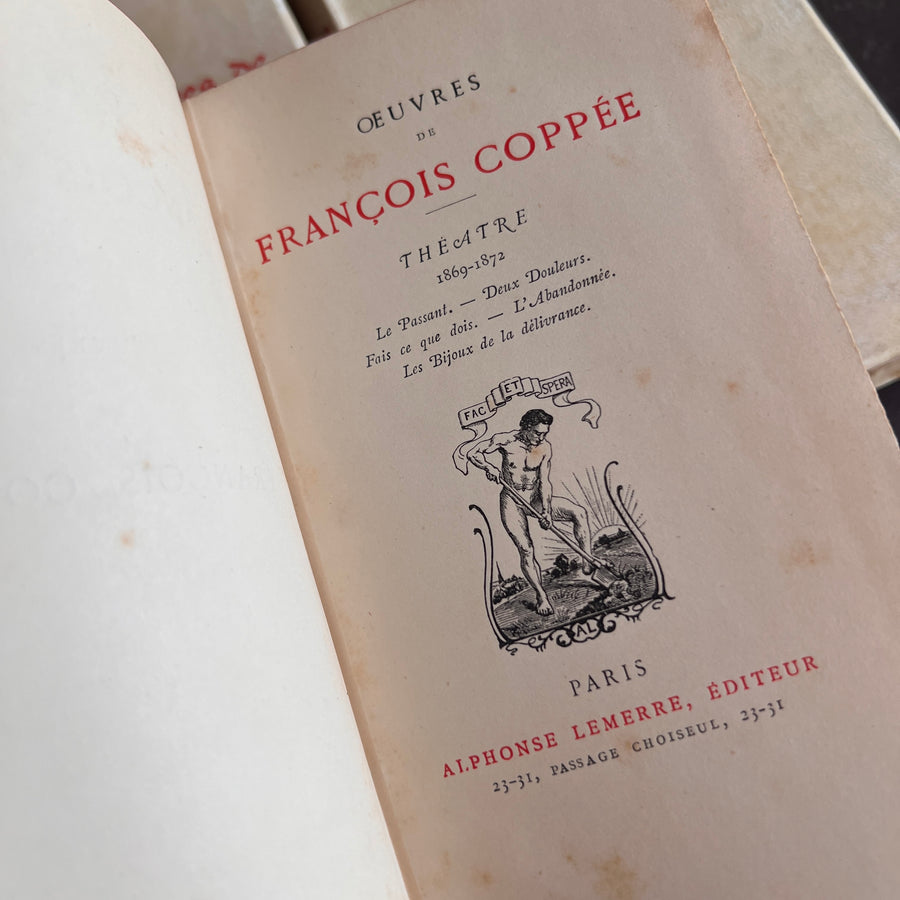 ŒUVRES
DE
FRANÇOIS COPPÉE
THÉATRE
1869-1872
Le Passant. — Deux Douleurs.
Fais ce que dois. — L'Abandonnée.
Les Bijoux de la délivrance.
FAC ET SPERA
AL
PARIS
ALPHONSE LEMERRE, ÉDITEUR
23-31, PASSAGE CHOISEUL, 23-31